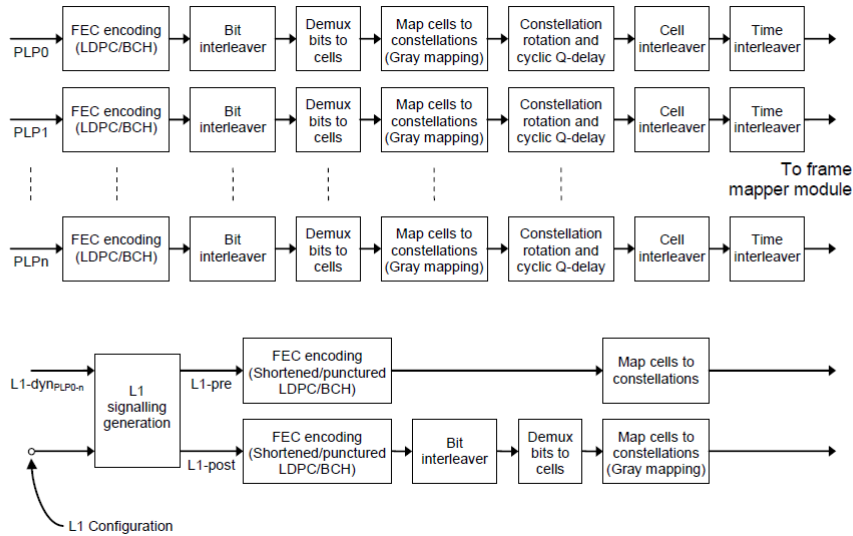 PLP0
FEC encoding
(LDPC/BCH)
Bit
interleaver
Demux
bits to
cells
Map cells to
constellations
(Gray mapping)
Constellation
rotation and
cyclic Q-delay
Cell
interleaver
Time
interleaver
PLP1
FEC encoding
(LDPC/BCH)
Bit
interleaver
Demux
bits to
cells
Map cells to
constellations
(Gray mapping)
Constellation
rotation and
cyclic Q-delay
Cell
interleaver
Time
interleaver
To frame
mapper module
PLPn
FEC encoding
(LDPC/BCH)
Bit
interleaver
Demux
bits to
cells
Map cells to
constellations
(Gray mapping)
Constellation
rotation and
cyclic Q-delay
Cell
interleaver
Time
interleaver
L1-dynPLP0-n
L1
signalling
generation
L1-pre
FEC encoding
(Shortened/punctured
LDPC/BCH)
Map cells to
constellations
L1-post
FEC encoding
(Shortened/punctured
LDPC/BCH)
Bit
interleaver
Demux
bits to
cells
Map cells to
constellations
(Gray mapping)
L1 Configuration